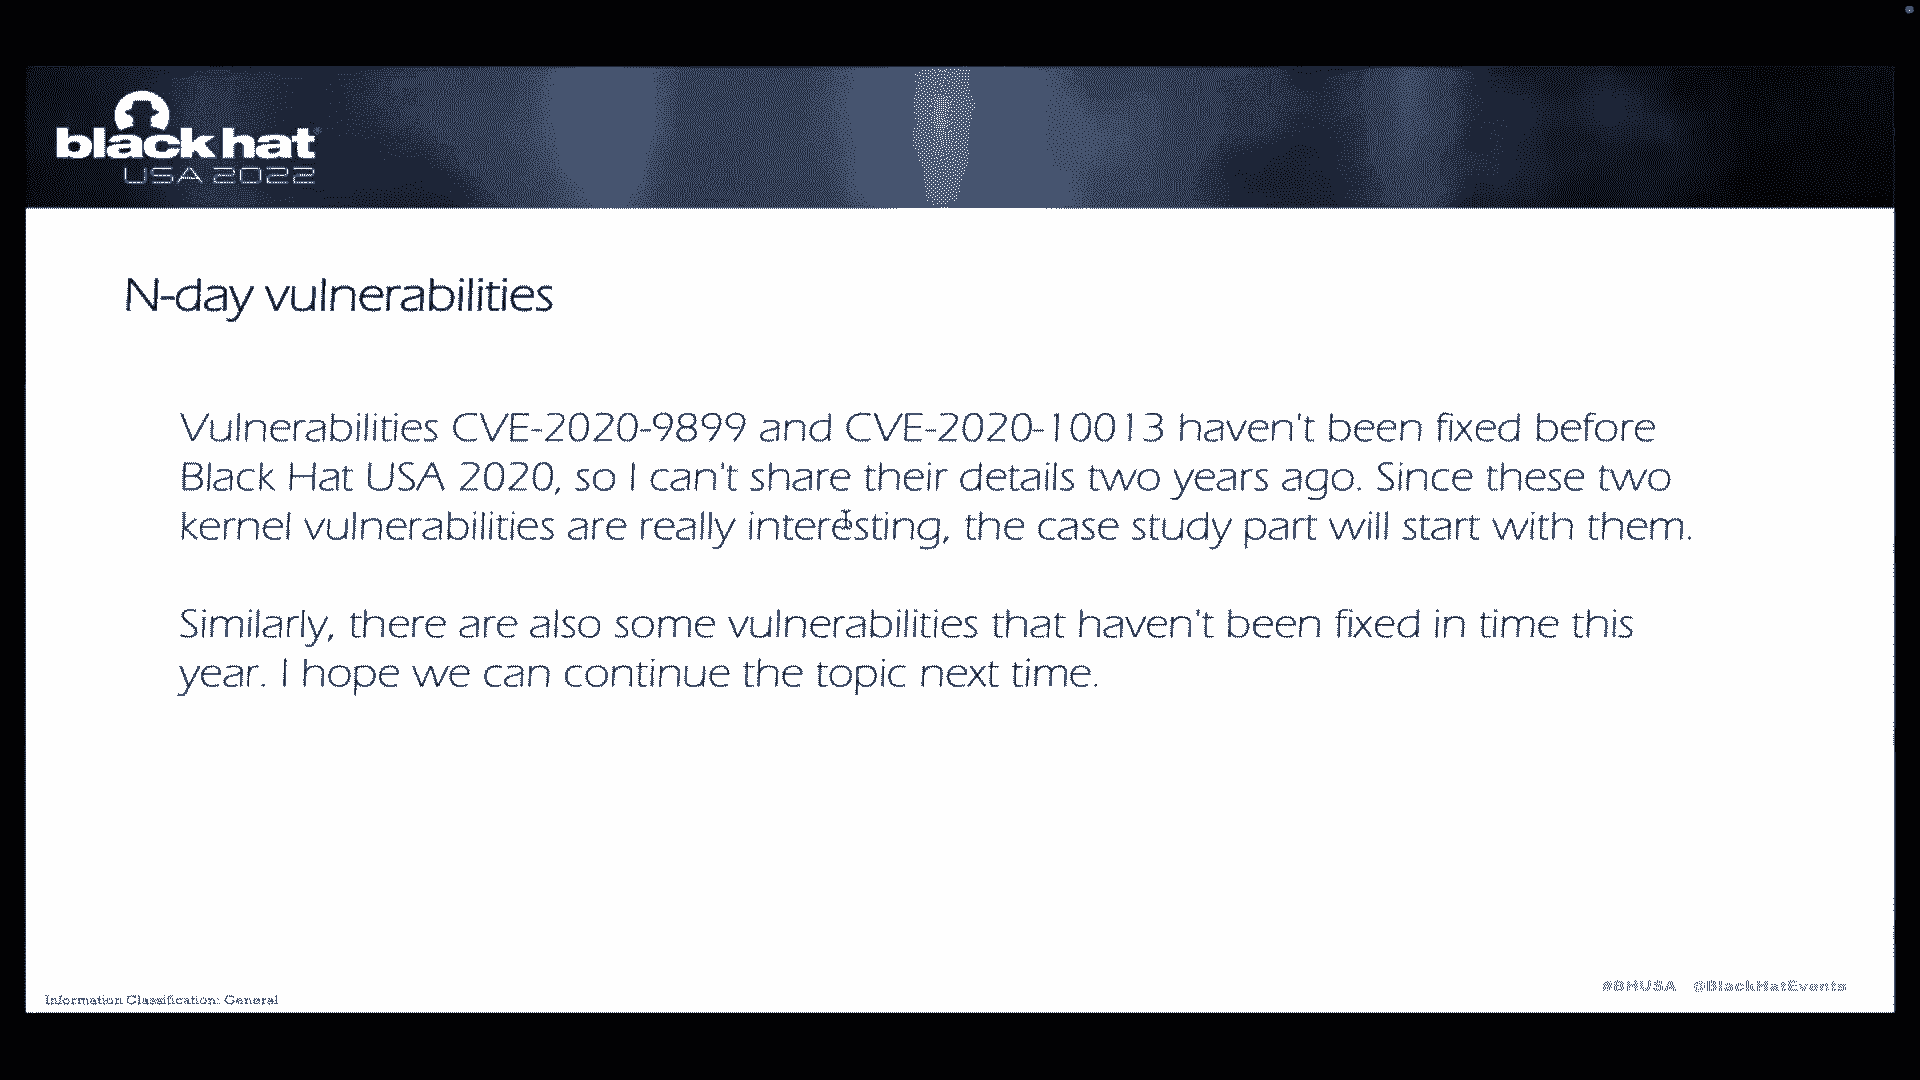 black hat
USA 2022
N-day vulnerabilities
Vulnerabilities CVE-2020-9899 and CVE-2020-10013 haven't been fixed before
Black Hat USA 2020, so I can't share their details two years ago. Since these two
kernel vulnerabilities are really interesting, the case study part will start with them.
Similarly, there are also some vulnerabilities that haven't been fixed in time this
year. I hope we can continue the topic next time.
#BHUSA @BlackHatEvents
Information Classification: General